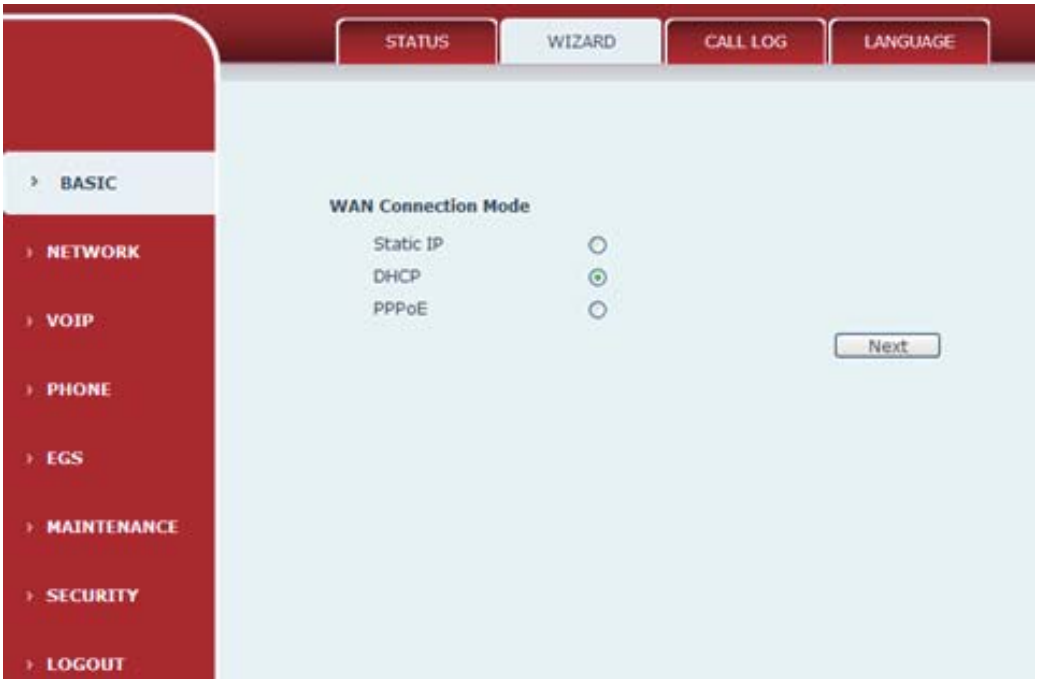 STATUS
WIZARD
CALL LOG
LANGUAGE
BASIC
NETWORK
VOIP
PHONE
EGS
MAINTENANCE
SECURITY
LOGOUT
WAN Connection Mode
Static IP
DHCP
PPPoE
Next